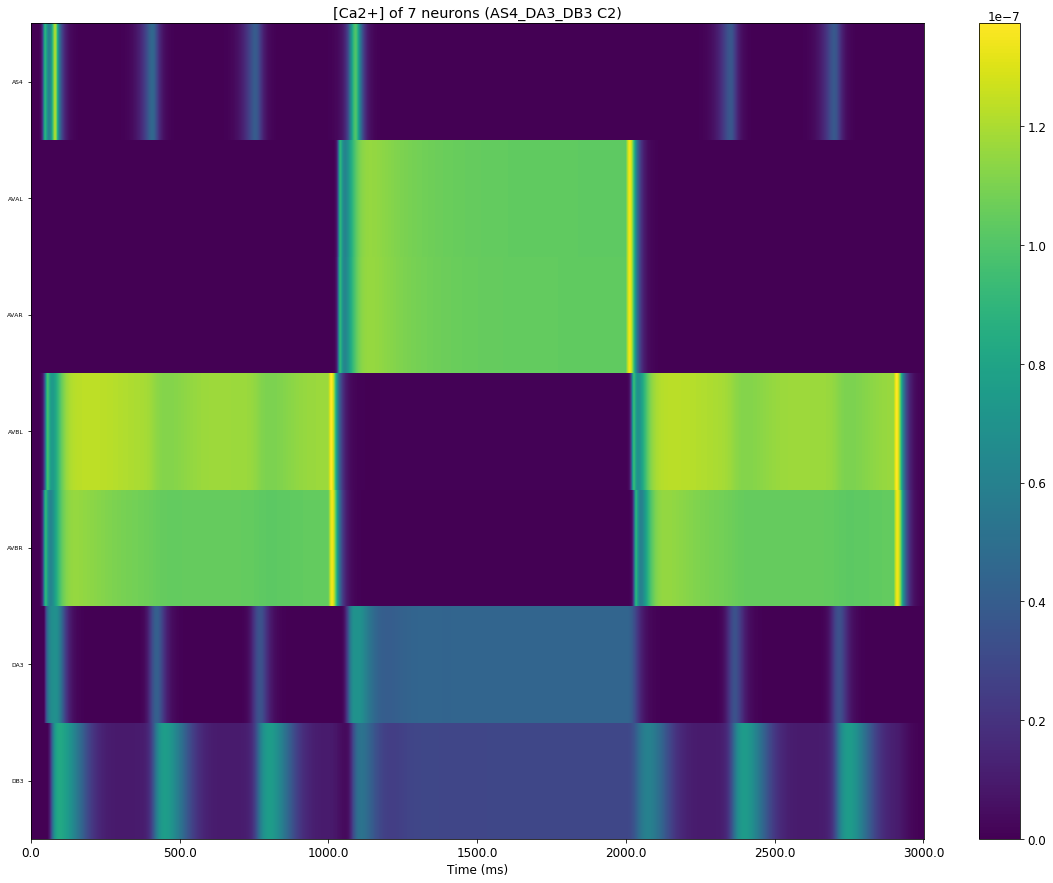 [Ca2+] of 7 neurons (AS4_DA3_DB3 C2)
1e−7
AS4
AVAL
AVAR
AVBL
AVBR
DA3
DB3
0.0 500.0 1000.0 1500.0 2000.0 2500.0 3000.0
Time (ms)
1.2
1.0
0.8
0.6
0.4
0.2
0.0